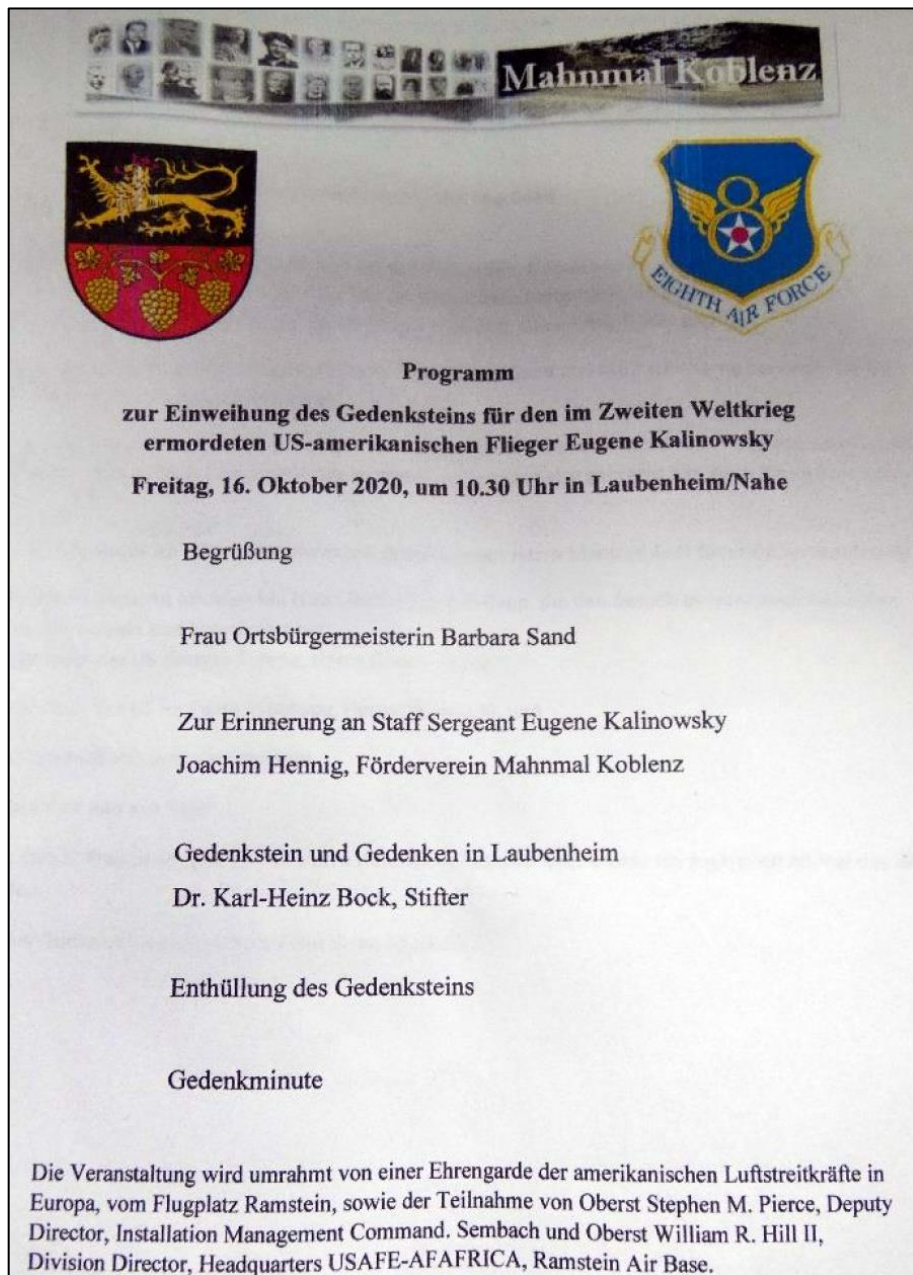 Mahnmal Koblenz
8
EIGHTH AIR FORCE
Programm
zur Einweihung des Gedenksteins für den im Zweiten Weltkrieg
ermordeten US-amerikanischen Flieger Eugene Kalinowsky
Freitag, 16. Oktober 2020, um 10.30 Uhr in Laubenheim/Nahe
Begrüßung
Frau Ortsbürgermeisterin Barbara Sand
Zur Erinnerung an Staff Sergeant Eugene Kalinowsky
Joachim Hennig, Förderverein Mahnmal Koblenz
Gedenkstein und Gedenken in Laubenheim
Dr. Karl-Heinz Bock, Stifter
Enthüllung des Gedenksteins
Gedenkminute
Die Veranstaltung wird umrahmt von einer Ehrengarde der amerikanischen Luftstreitkräfte in
Europa, vom Flugplatz Ramstein, sowie der Teilnahme von Oberst Stephen M. Pierce, Deputy
Director, Installation Management Command. Sembach und Oberst William R. Hill II,
Division Director, Headquarters USAFE-AFAFRICA, Ramstein Air Base.